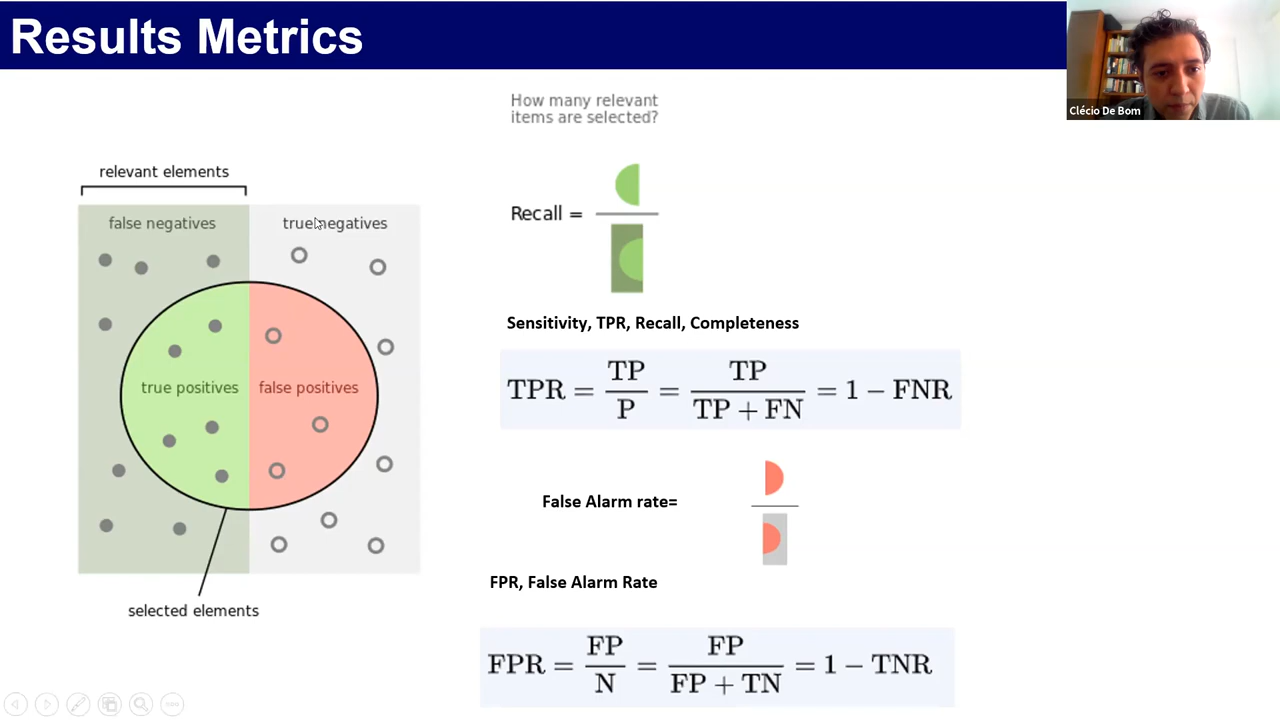 Results Metrics
Clécio De Bom
How many relevant
items are selected?
relevant elements
false negatives
true negatives
true positives
false positives
selected elements
Recall =
Sensitivity, TPR, Recall, Completeness
TPR = TP / P = TP / (TP + FN) = 1 − FNR
False Alarm rate=
FPR, False Alarm Rate
FPR = FP / N = FP / (FP + TN) = 1 − TNR